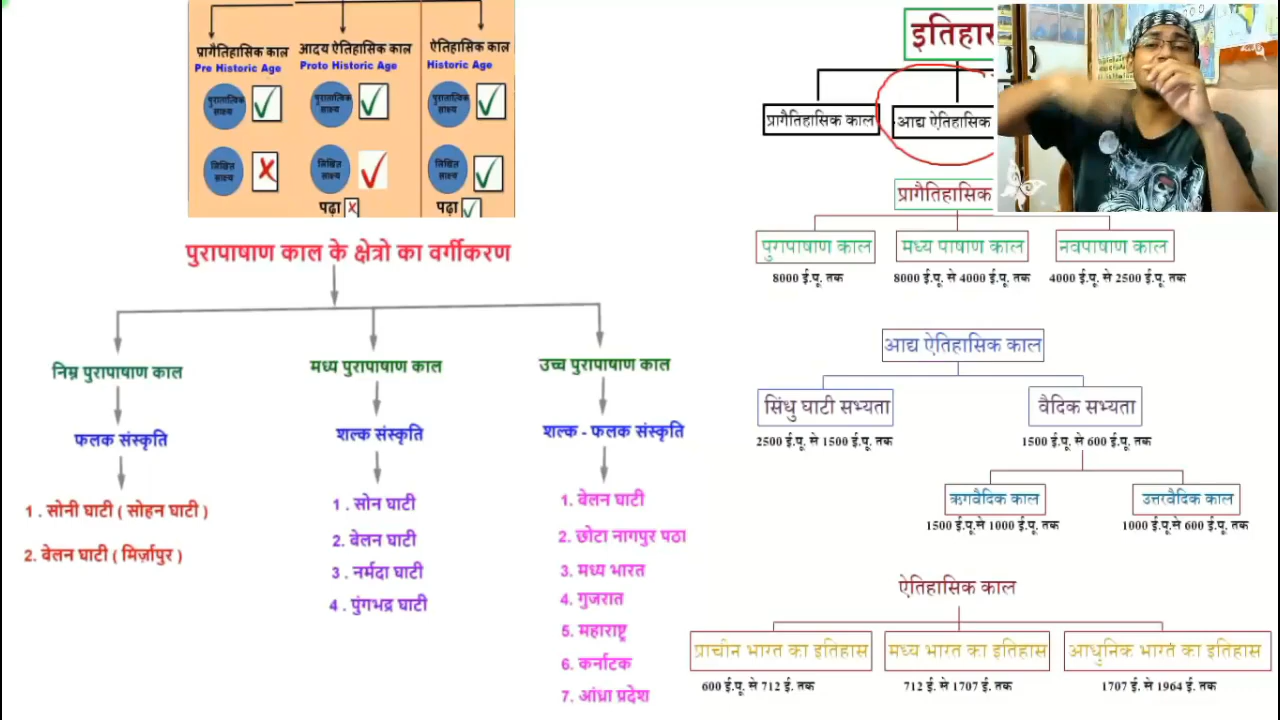 प्रागैतिहासिक काल
Pre Historic Age
आदय ऐतिहासिक काल
Proto Historic Age
ऐतिहासिक काल
Historic Age
पुरातात्विक साक्ष्य
पुरातात्विक साक्ष्य
पुरातात्विक साक्ष्य
लिखित साक्ष्य
लिखित साक्ष्य
लिखित साक्ष्य
पढ़ा
पढ़ा
पुरापाषाण काल के क्षेत्रो का वर्गीकरण
निम्न पुरापाषाण काल
फलक संस्कृति
1 . सोनी घाटी ( सोहन घाटी )
2. वेलन घाटी ( मिर्ज़ापुर )
मध्य पुरापाषाण काल
शल्क संस्कृति
1 . सोन घाटी
2. वेलन घाटी
3 . नर्मदा घाटी
4 . पुंगभद्र घाटी
उच्च पुरापाषाण काल
शल्क - फलक संस्कृति
1. वेलन घाटी
2. छोटा नागपुर पठा
3. मध्य भारत
4. गुजरात
5. महाराष्ट्र
6. कर्नाटक
7. आंध्रा प्रदेश
इतिहास
प्रागैतिहासिक काल
आद्य ऐतिहासिक
प्रागैतिहासिक
पुरापाषाण काल
8000 ई.पू. तक
मध्य पाषाण काल
8000 ई.पू. से 4000 ई.पू. तक
नवपाषाण काल
4000 ई.पू. से 2500 ई.पू. तक
आद्य ऐतिहासिक काल
सिंधु घाटी सभ्यता
2500 ई.पू. से 1500 ई.पू. तक
वैदिक सभ्यता
1500 ई.पू. से 600 ई.पू. तक
ऋगवैदिक काल
1500 ई.पू.से 1000 ई.पू. तक
उत्तरवैदिक काल
1000 ई.पू.से 600 ई.पू. तक
ऐतिहासिक काल
प्राचीन भारत का इतिहास
600 ई.पू. से 712 ई. तक
मध्य भारत का इतिहास
712 ई. से 1707 ई. तक
आधुनिक भारत का इतिहास
1707 ई. से 1964 ई. तक